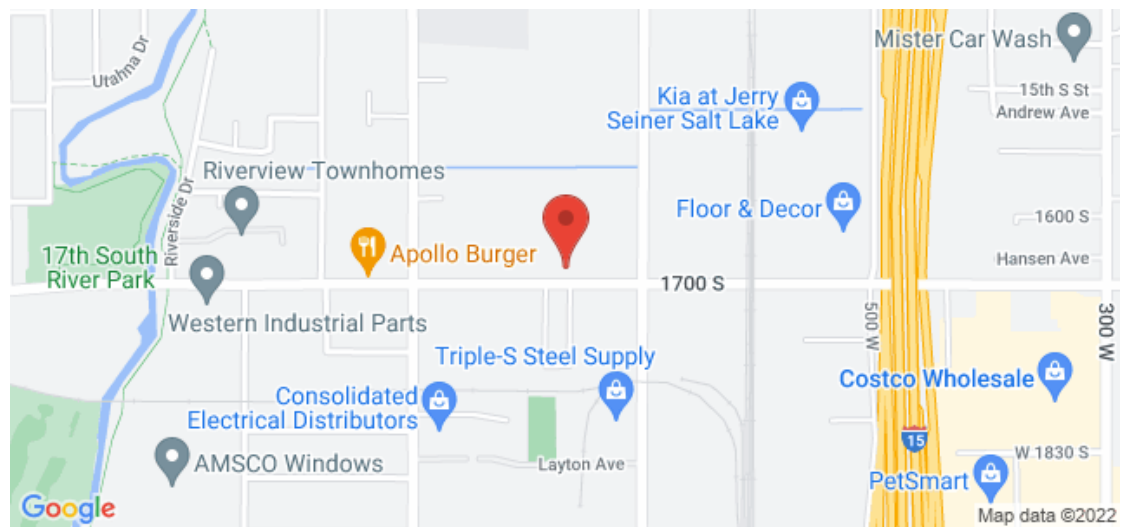 Mister Car Wash
Utahna Dr
Kia at Jerry
Seiner Salt Lake
15th S St
Andrew Ave
Riverview Townhomes
Riverside Dr
Floor & Decor
1600 S
17th South
River Park
Apollo Burger
Hansen Ave
1700 S
Western Industrial Parts
500 W
300 W
Triple-S Steel Supply
Costco Wholesale
Consolidated
Electrical Distributors
15
AMSCO Windows
Layton Ave
W 1830 S
PetSmart
Google
Map data ©2022